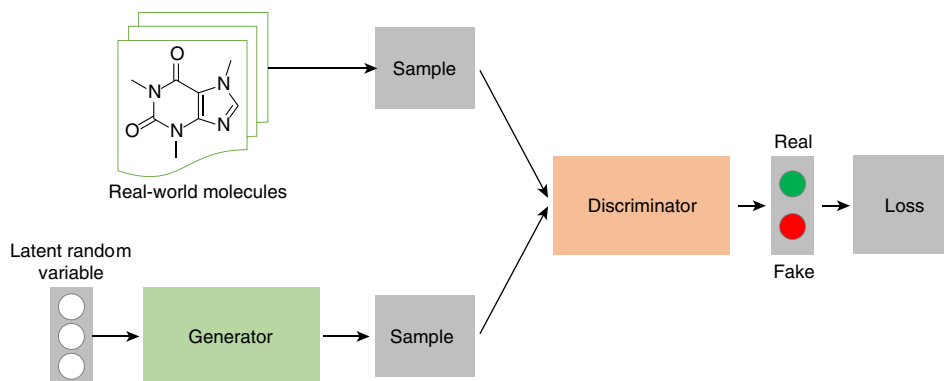 O
N
N
O
N
N
Real-world molecules
Sample
Real
Discriminator
Loss
Fake
Latent random
variable
Generator
Sample